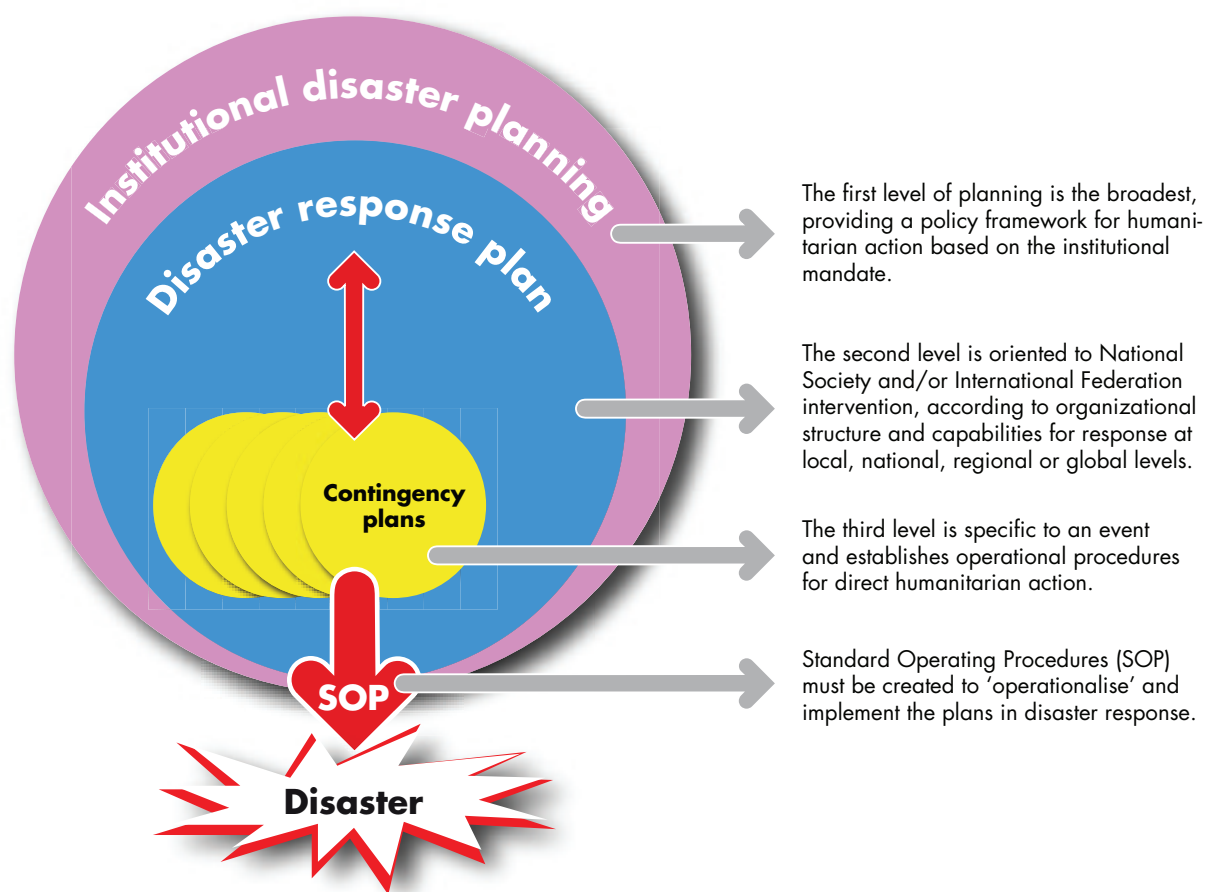 Institutional disaster planning
Disaster response plan
Contingency
plans
SOP
Disaster
The first level of planning is the broadest,
providing a policy framework for humani-
tarian action based on the institutional
mandate.
The second level is oriented to National
Society and/or International Federation
intervention, according to organizational
structure and capabilities for response at
local, national, regional or global levels.
The third level is specific to an event
and establishes operational procedures
for direct humanitarian action.
Standard Operating Procedures (SOP)
must be created to ‘operationalise’ and
implement the plans in disaster response.